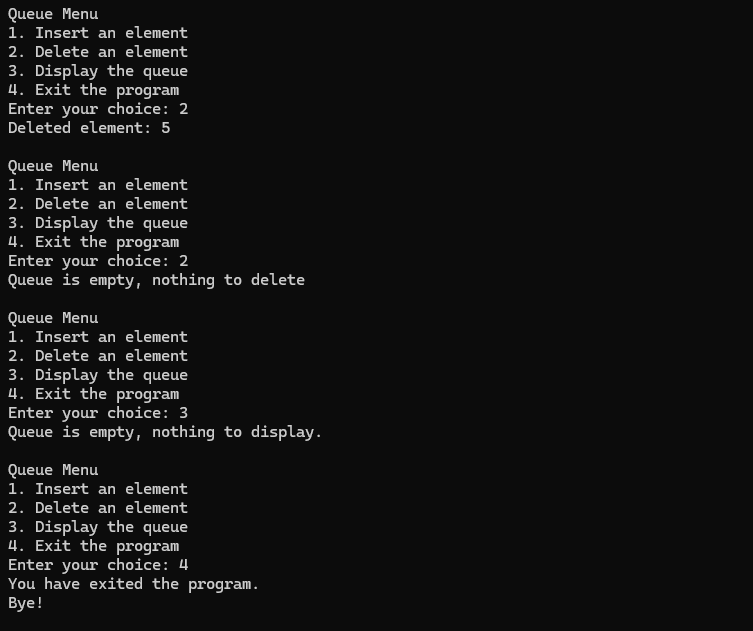 Queue Menu
1. Insert an element
2. Delete an element
3. Display the queue
4. Exit the program
Enter your choice: 2
Deleted element: 5
Queue Menu
1. Insert an element
2. Delete an element
3. Display the queue
4. Exit the program
Enter your choice: 2
Queue is empty, nothing to delete
Queue Menu
1. Insert an element
2. Delete an element
3. Display the queue
4. Exit the program
Enter your choice: 3
Queue is empty, nothing to display.
Queue Menu
1. Insert an element
2. Delete an element
3. Display the queue
4. Exit the program
Enter your choice: 4
You have exited the program.
Bye!